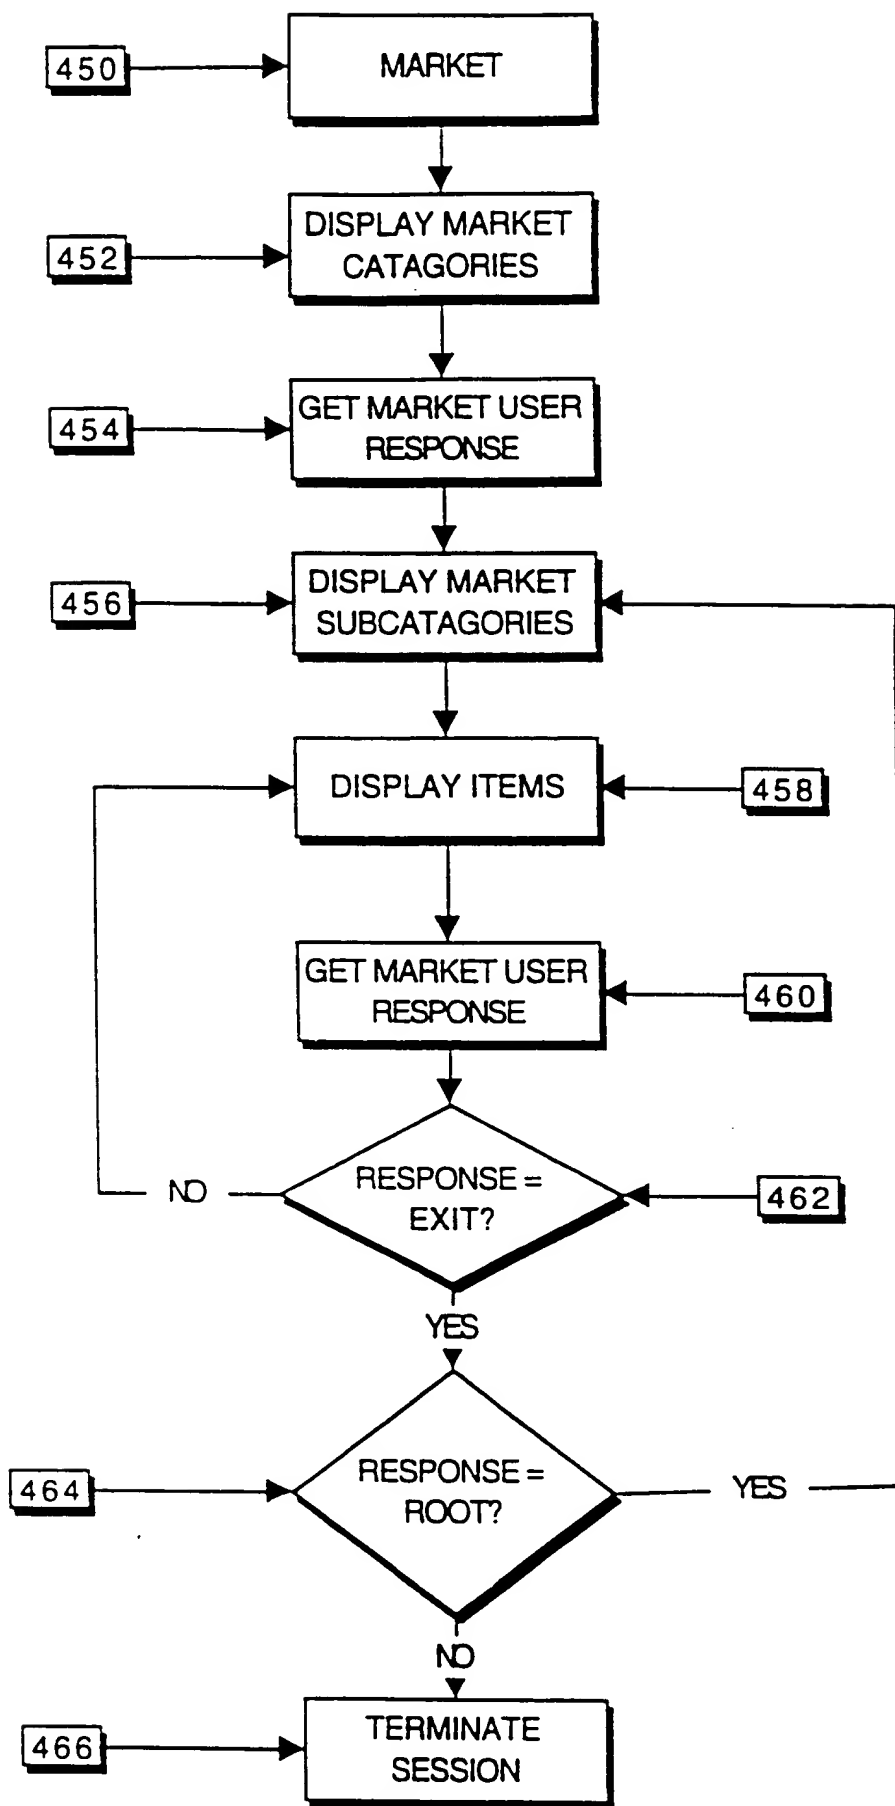 450
MARKET
452
DISPLAY MARKET
CATAGORIES
454
GET MARKET USER
RESPONSE
456
DISPLAY MARKET
SUBCATAGORIES
DISPLAY ITEMS
458
GET MARKET USER
RESPONSE
460
NO
RESPONSE =
EXIT?
462
YES
464
RESPONSE =
ROOT?
YES
NO
466
TERMINATE
SESSION